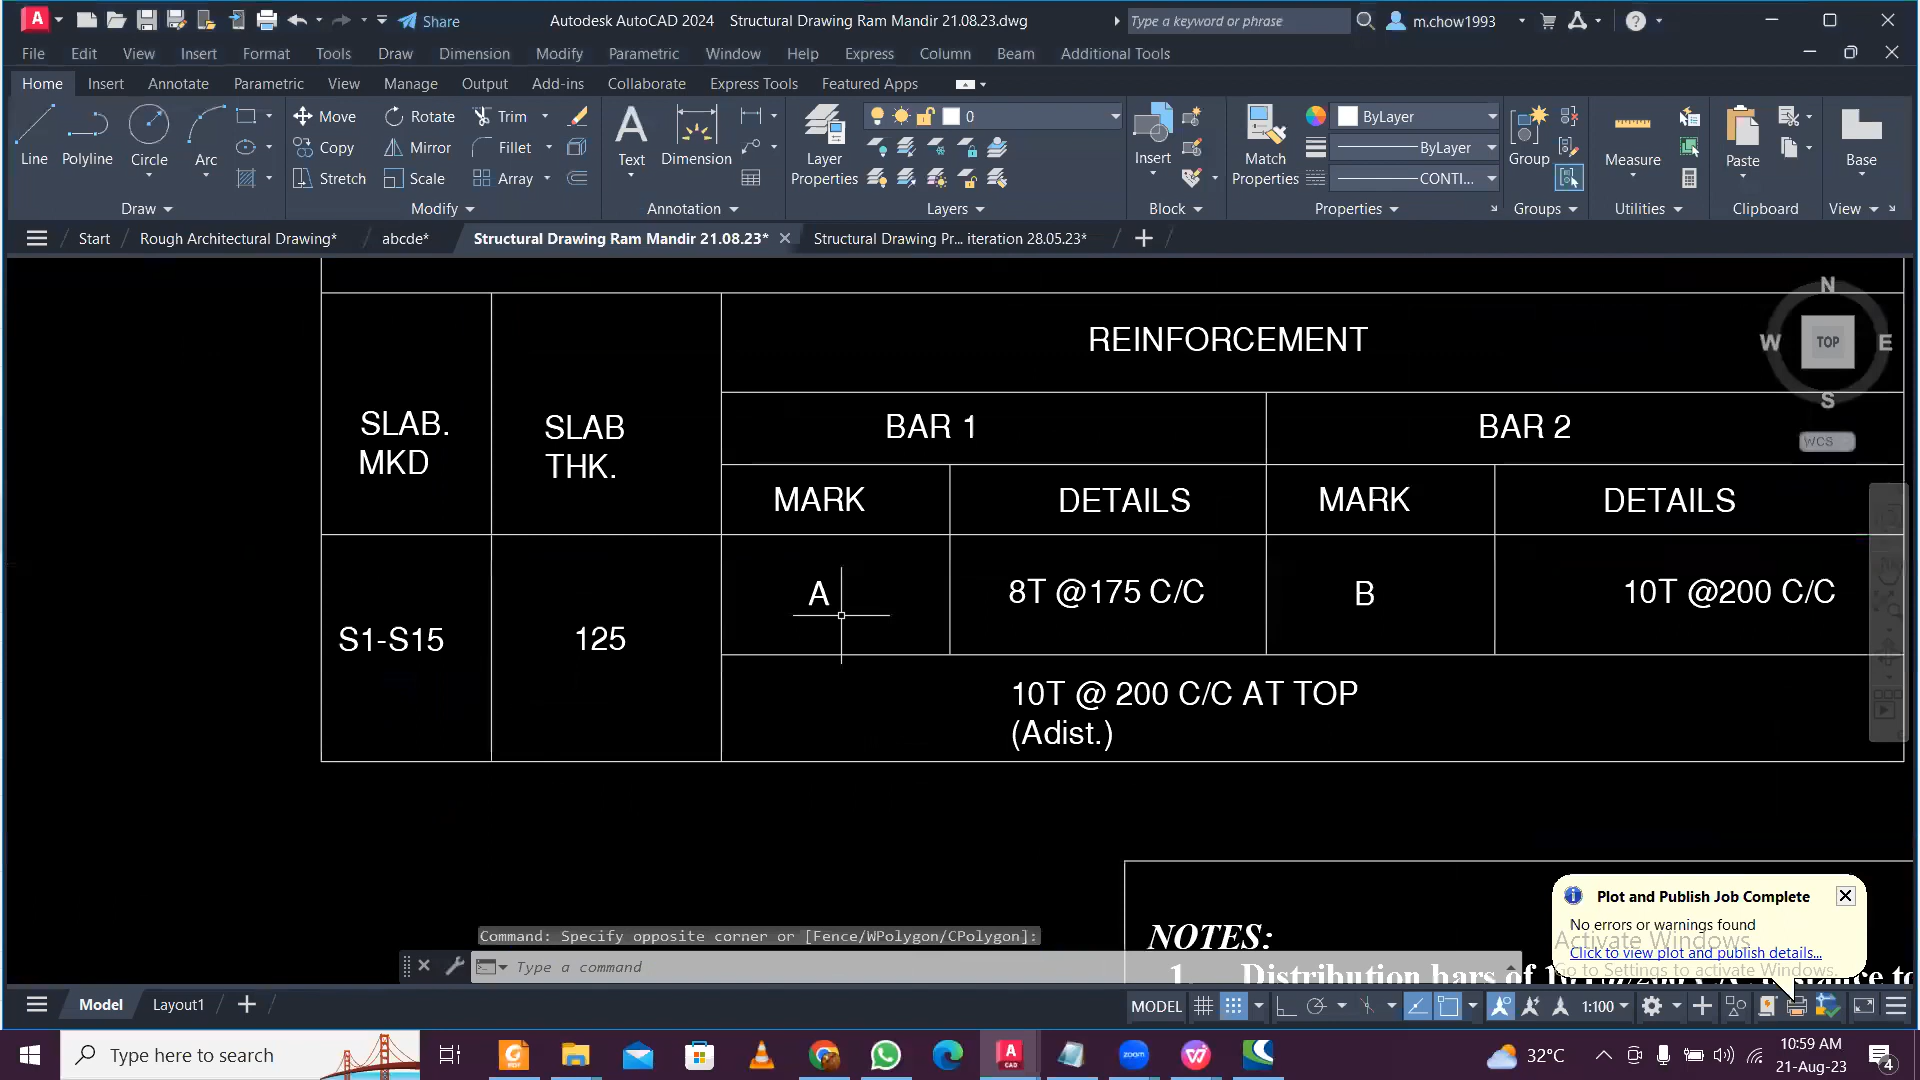 Share
Autodesk AutoCAD 2024 Structural Drawing Ram Mandir 21.08.23.dwg
Type a keyword or phrase
m.chow1993
File Edit View Insert Format Tools Draw Dimension Modify Parametric Window Help Express Column Beam Additional Tools
Home Insert Annotate Parametric View Manage Output Add-ins Collaborate Express Tools Featured Apps
Line
Polyline
Circle
Arc
Draw
Move Rotate Trim
Copy Mirror Fillet
Stretch Scale Array
Modify
Text
Dimension
Annotation
Layer
Properties
0
Layers
Insert
Block
Match
Properties
ByLayer
ByLayer
CONTI...
Properties
Group
Groups
Measure
Utilities
Paste
Clipboard
Base
View
Start Rough Architectural Drawing* abcde* Structural Drawing Ram Mandir 21.08.23* Structural Drawing Pr... iteration 28.05.23*
N
W TOP E
S
WCS
REINFORCEMENT
SLAB.
MKD
SLAB
THK.
BAR 1 BAR 2
MARK DETAILS MARK DETAILS
A 8T @175 C/C B 10T @200 C/C
S1-S15 125
10T @ 200 C/C AT TOP
(Adist.)
NOTES:
1. Distribution bars of
Command: Specify opposite corner or [Fence/WPolygon/CPolygon]:
Type a command
Plot and Publish Job Complete
No errors or warnings found
Click to view plot and publish details...
Activate Windows
Go to Settings to activate Windows.
Model Layout1
MODEL 1:100
Type here to search
zoom
A
CAD
32°C
10:59 AM
21-Aug-23
4